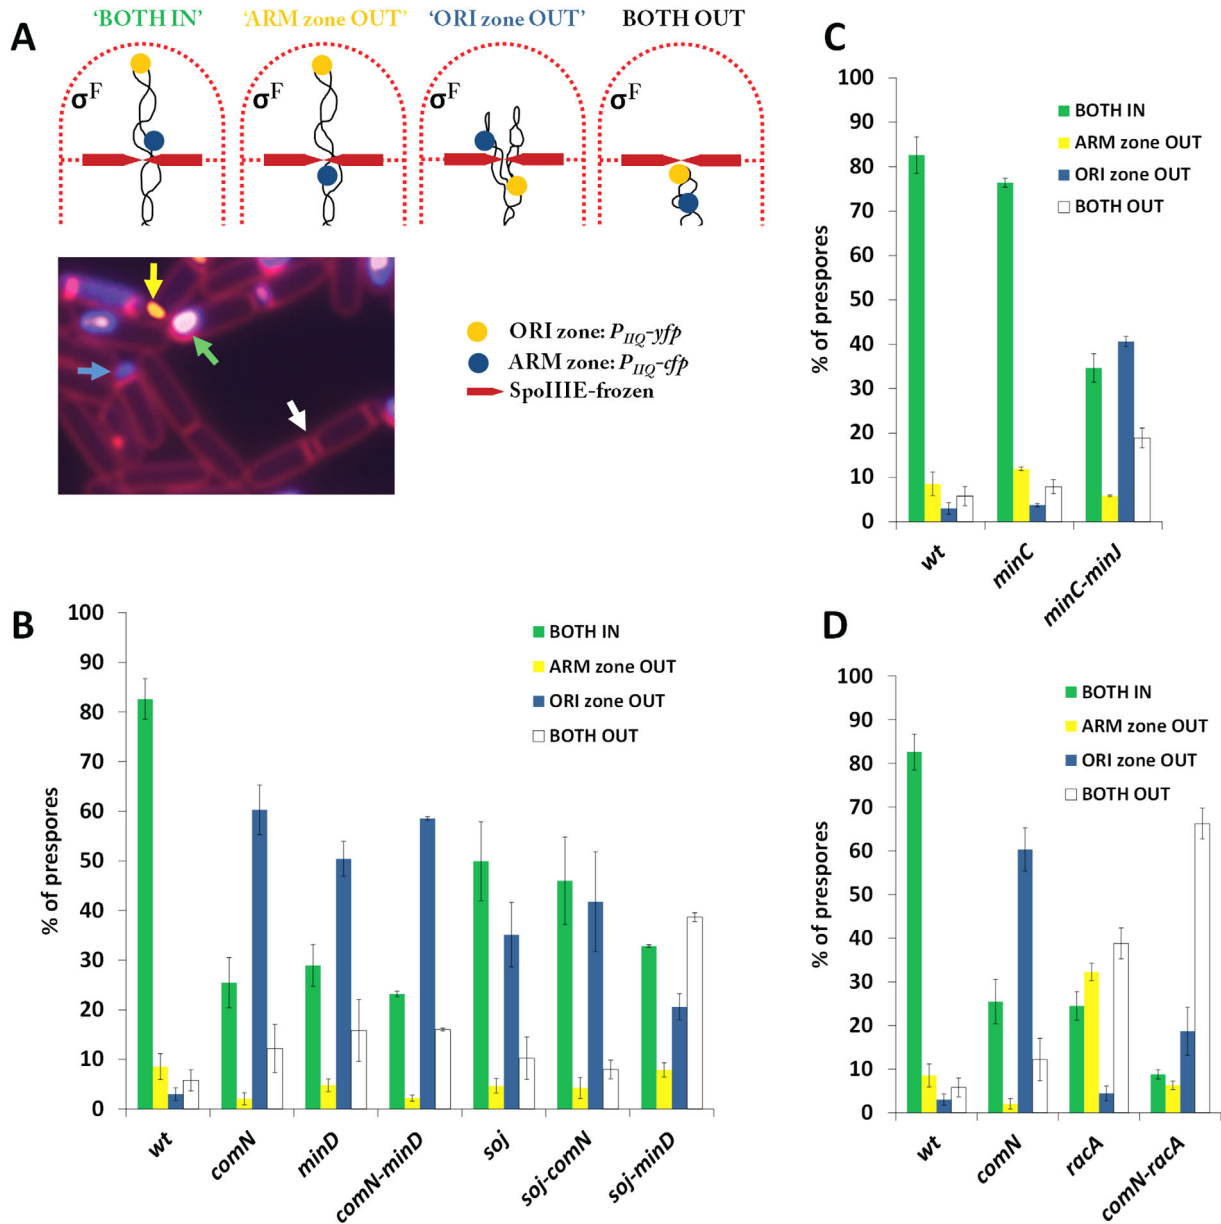 A
'BOTH IN'
'ARM zone OUT'
'ORI zone OUT'
BOTH OUT
σF
σF
σF
σF
ORI zone: PIIQ-yfp
ARM zone: PIIQ-cfp
SpoIIIE-frozen
C
100
90
80
70
60
50
40
30
20
10
0
% of prespores
BOTH IN
ARM zone OUT
ORI zone OUT
BOTH OUT
wt
minC
minC-minJ
B
100
90
80
70
60
50
40
30
20
10
0
% of prespores
BOTH IN
ARM zone OUT
ORI zone OUT
BOTH OUT
wt
comN
minD
comN-minD
soj
soj-comN
soj-minD
D
100
90
80
70
60
50
40
30
20
10
0
% of prespores
BOTH IN
ARM zone OUT
ORI zone OUT
BOTH OUT
wt
comN
racA
comN-racA